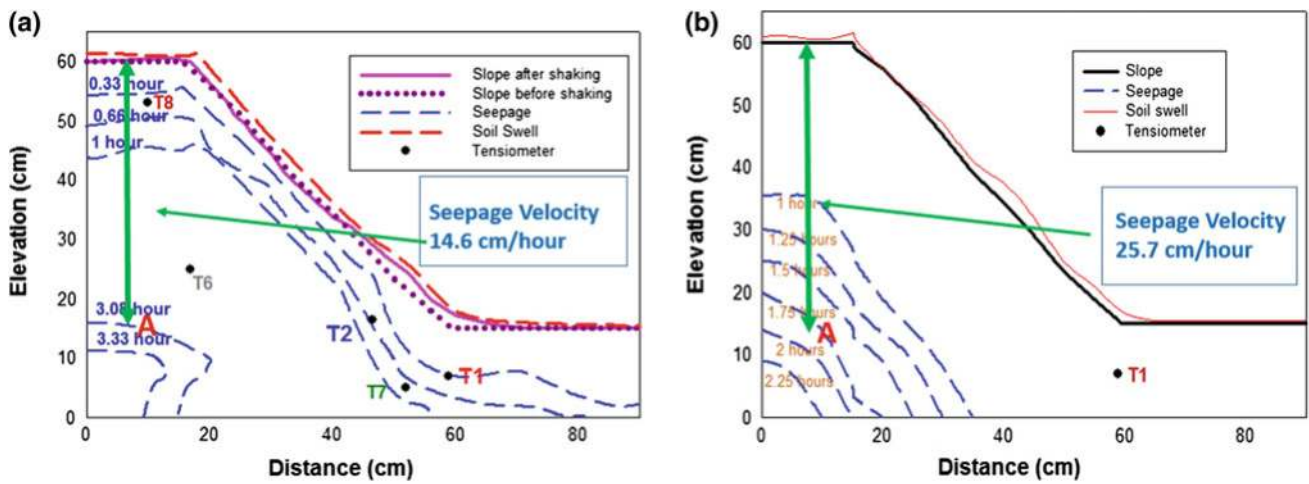 (a)
Elevation (cm)
60
50
40
30
20
10
0
0.33 hour
T8
0.66 hour
1 hour
T6
3.08 hour
A
3.33 hour
T2
T7
T1
Slope after shaking
Slope before shaking
Seepage
Soil Swell
Tensiometer
Seepage Velocity
14.6 cm/hour
0 20 40 60 80
Distance (cm)
(b)
Elevation (cm)
60
50
40
30
20
10
0
1 hour
1.25 hours
1.5 hours
1.75 hours
A
2 hours
2.25 hours
T1
Slope
Seepage
Soil swell
Tensiometer
Seepage Velocity
25.7 cm/hour
0 20 40 60 80
Distance (cm)